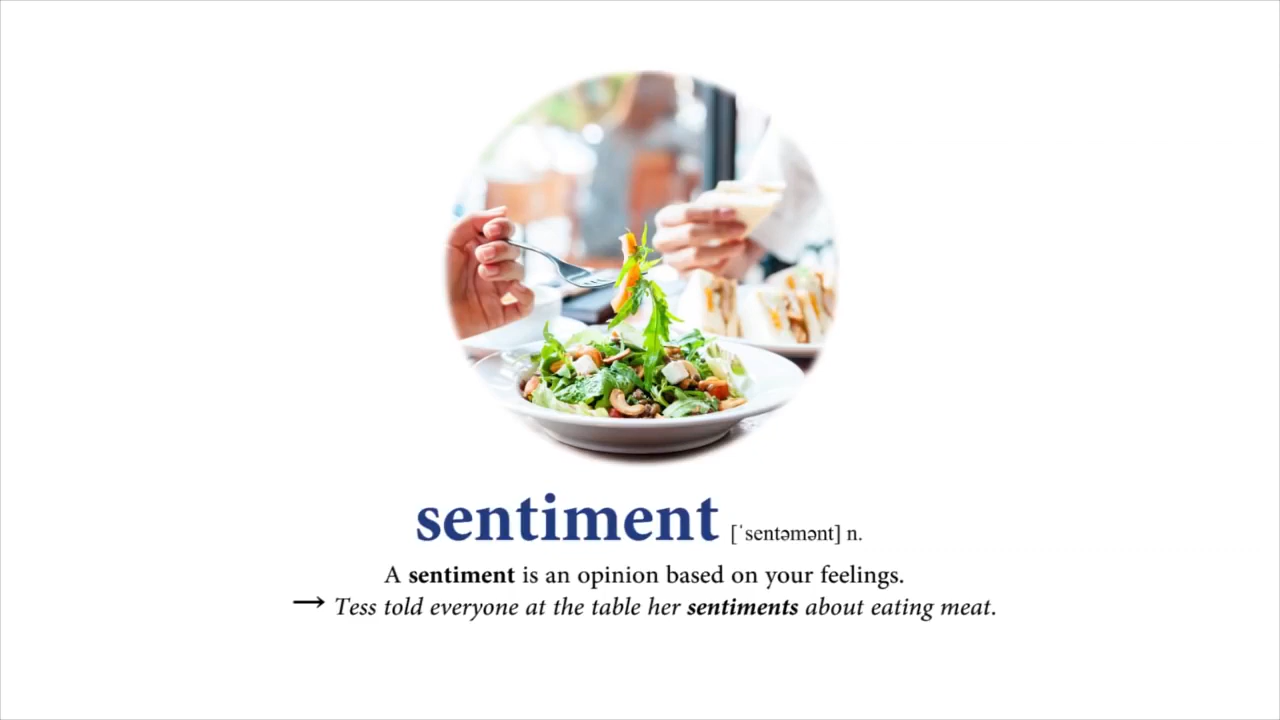 sentiment [ˈsentəmənt] n.
A sentiment is an opinion based on your feelings.
→ Tess told everyone at the table her sentiments about eating meat.